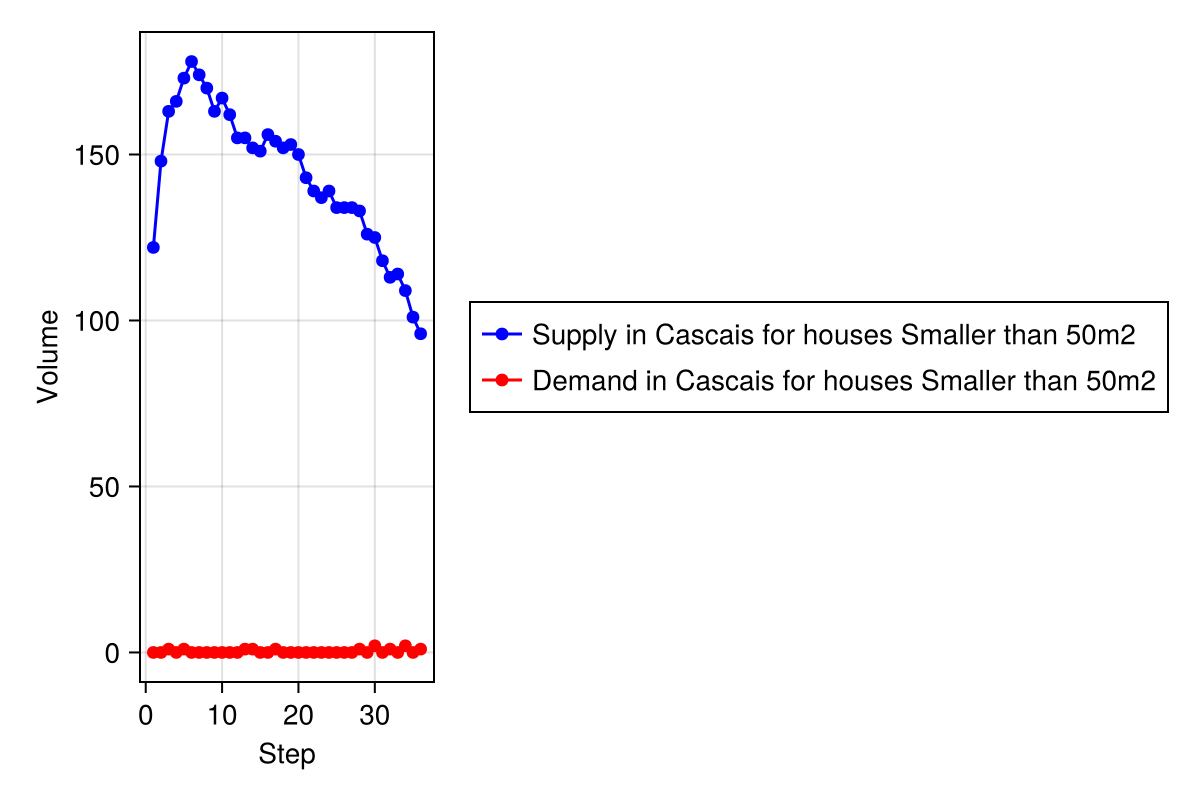 Volume
150
100
50
0
0 10 20 30
Step
Supply in Cascais for houses Smaller than 50m2
Demand in Cascais for houses Smaller than 50m2